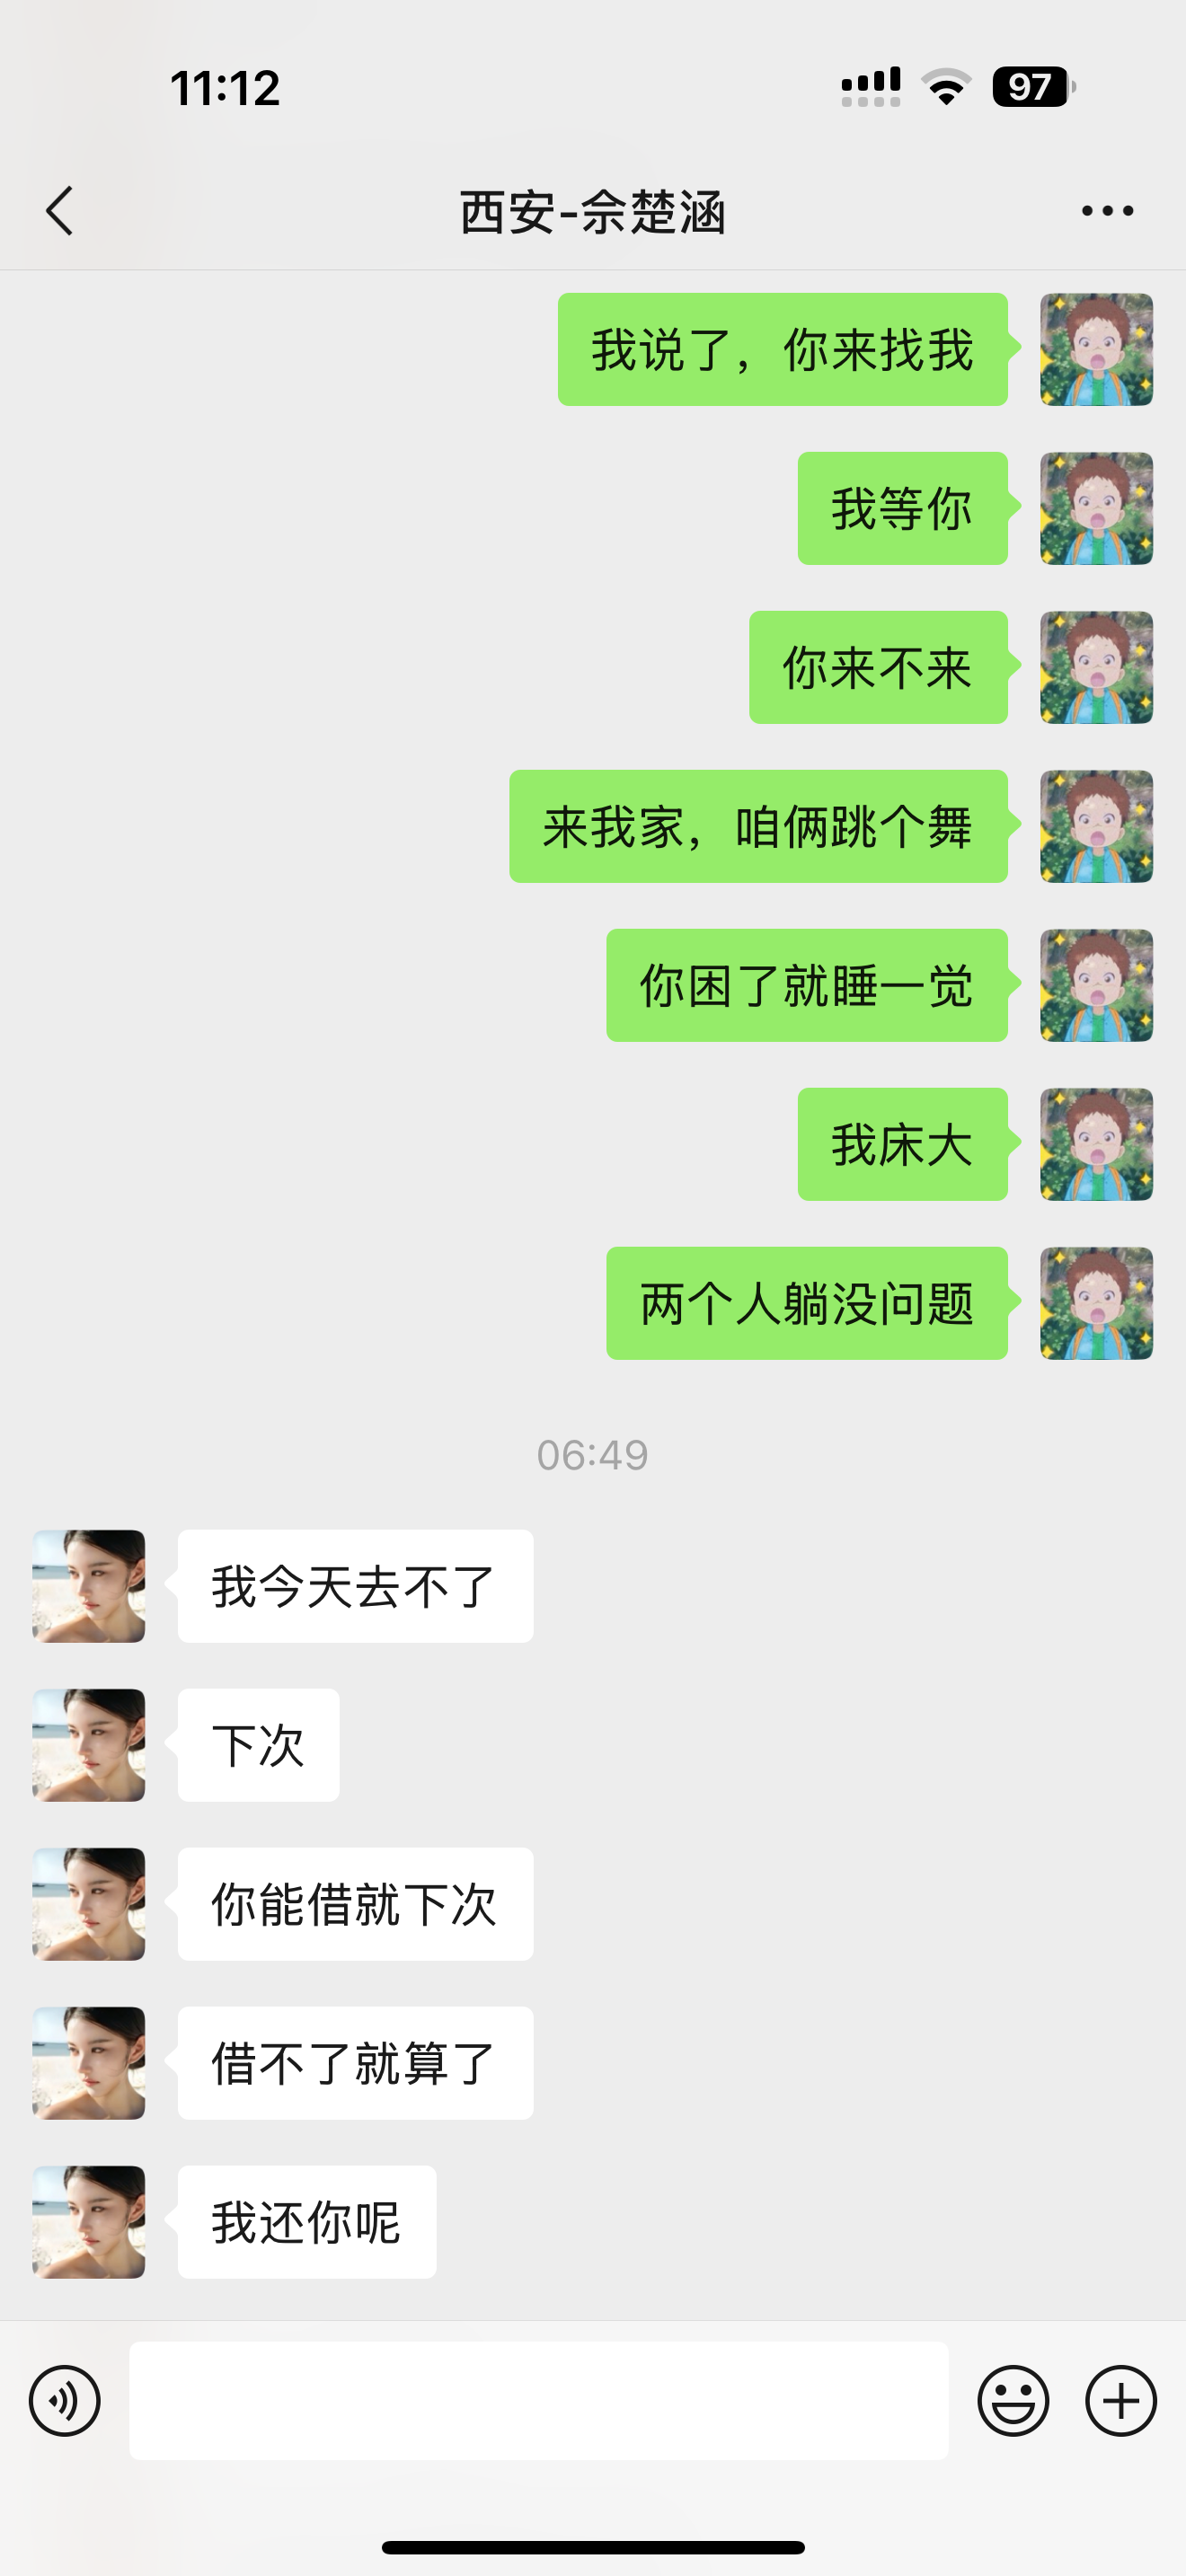 11:12
97
西安-佘楚涵
我说了，你来找我
我等你
你来不来
来我家，咱俩跳个舞
你困了就睡一觉
我床大
两个人躺没问题
06:49
我今天去不了
下次
你能借就下次
借不了就算了
我还你呢